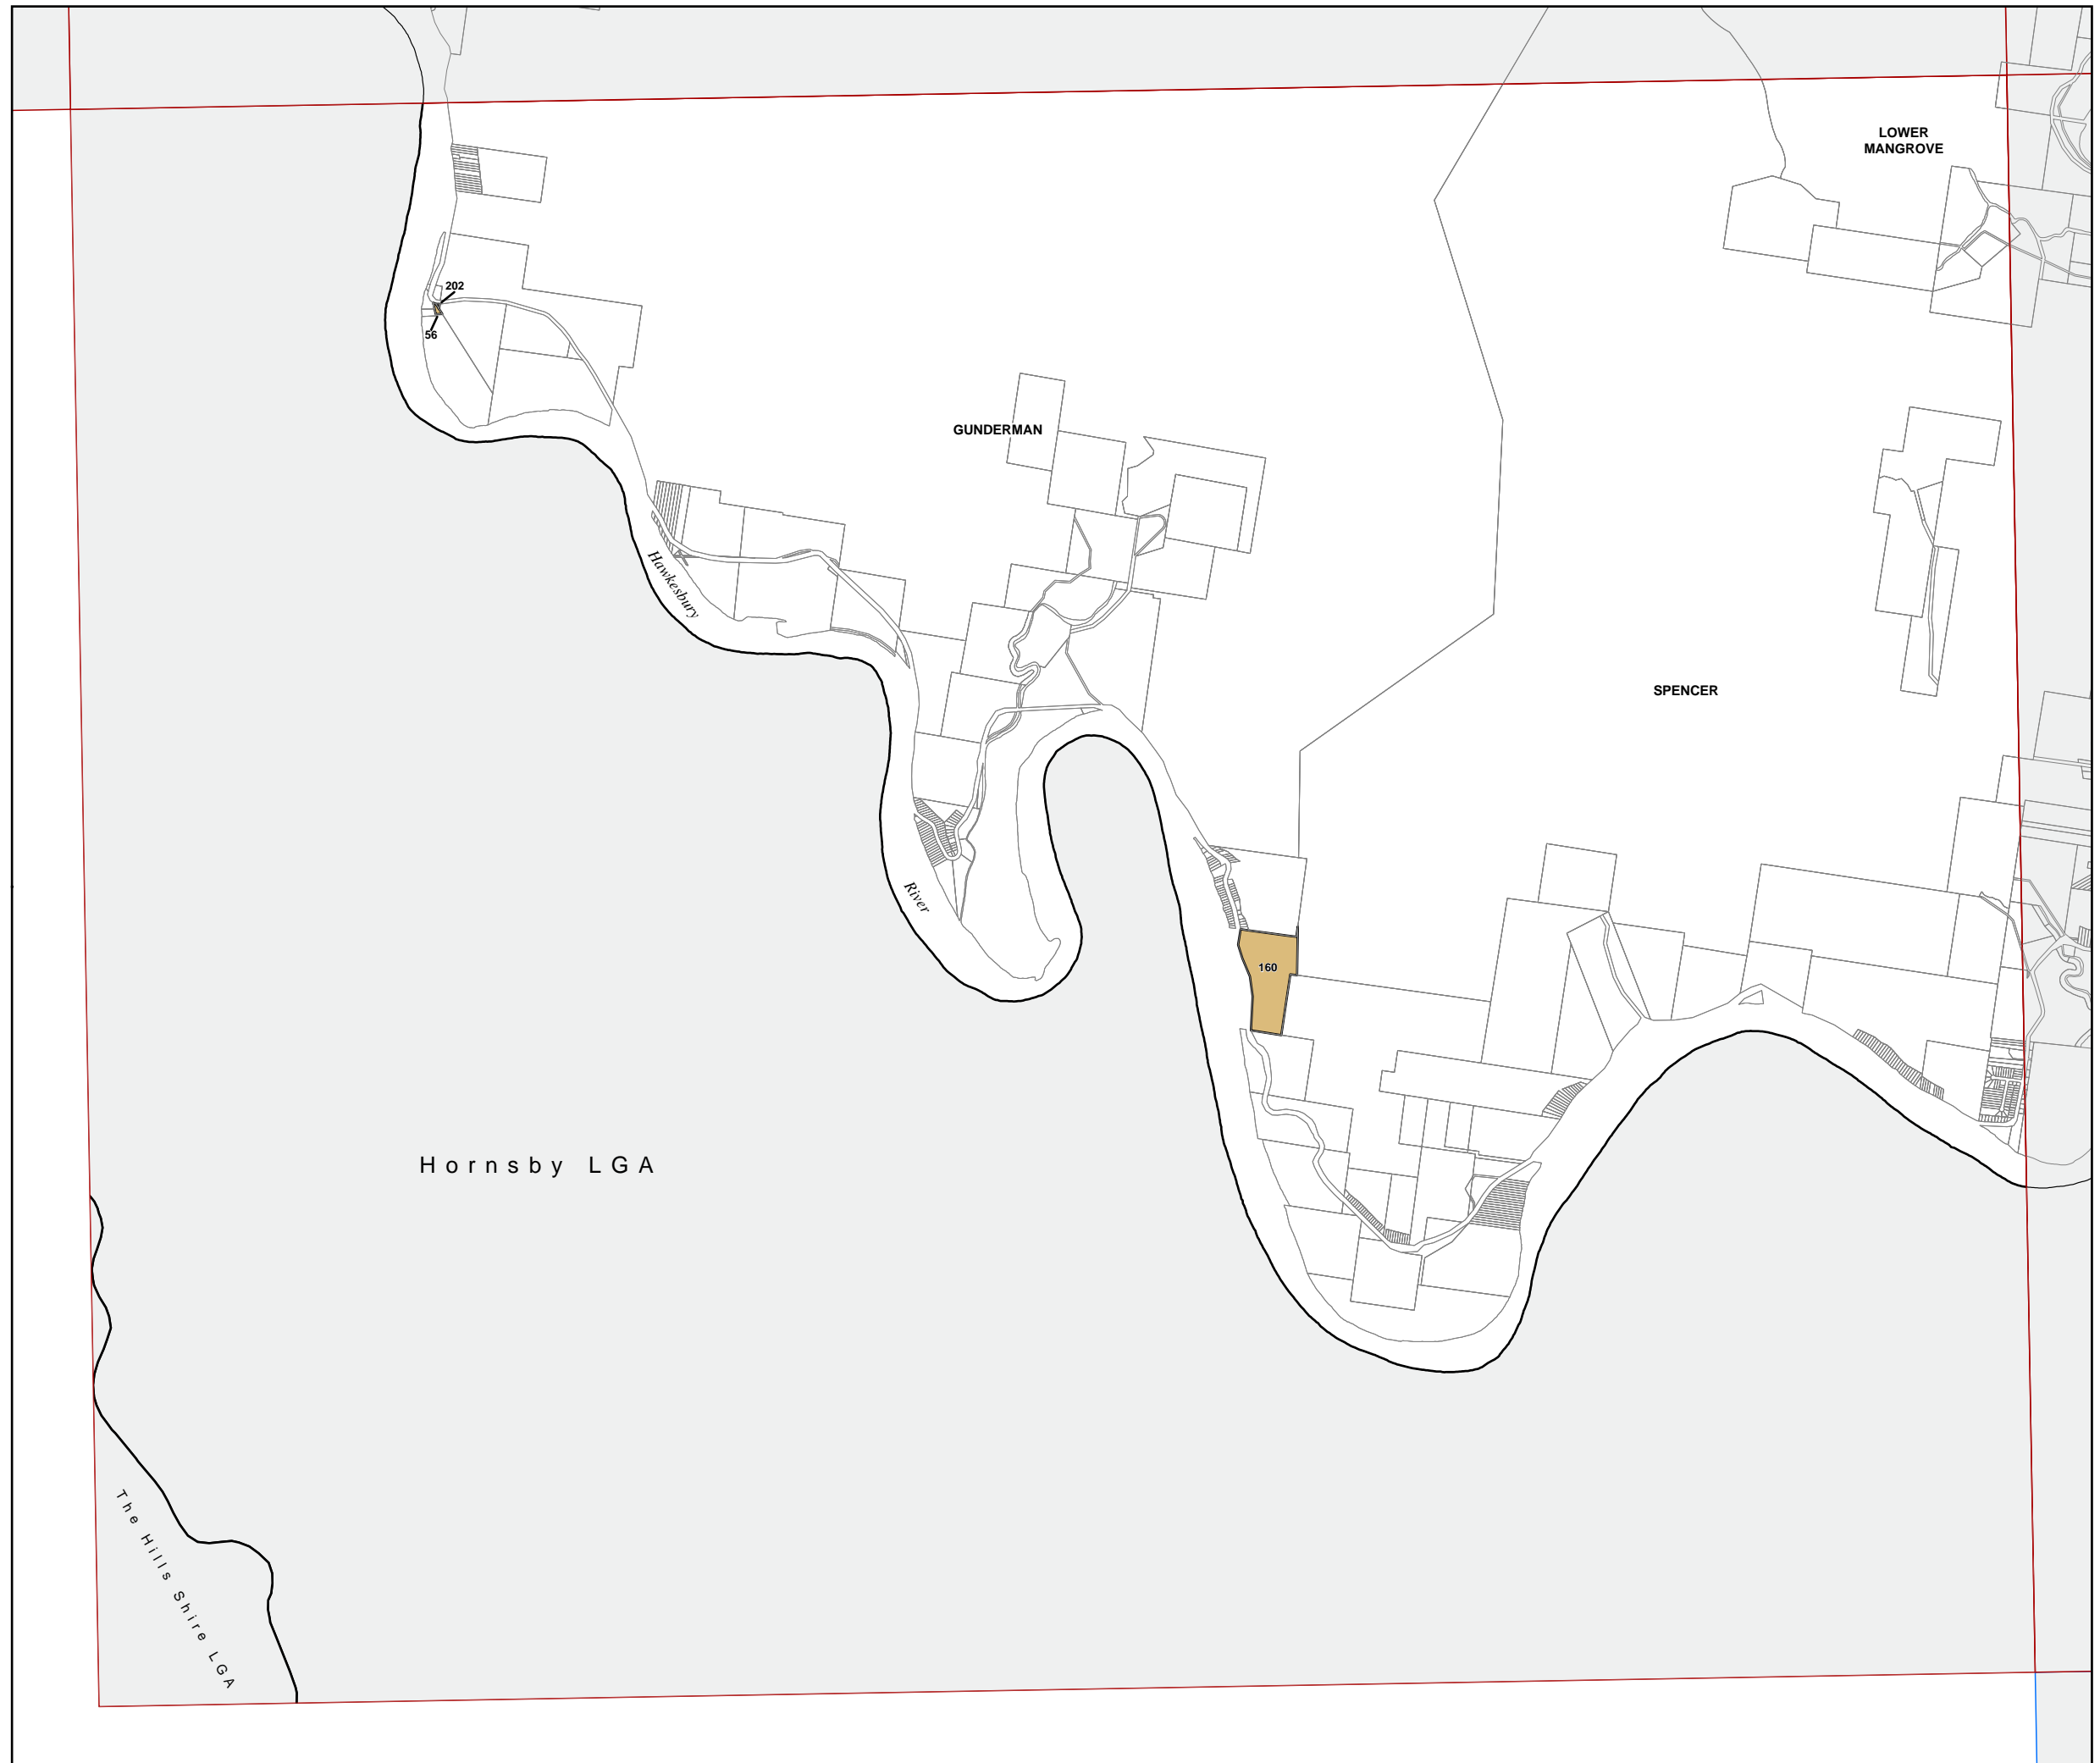 LOWER
MANGROVE
202
56
GUNDERMAN
Hawkesbury
SPENCER
River
160
Hornsby LGA
The Hills Shire LGA